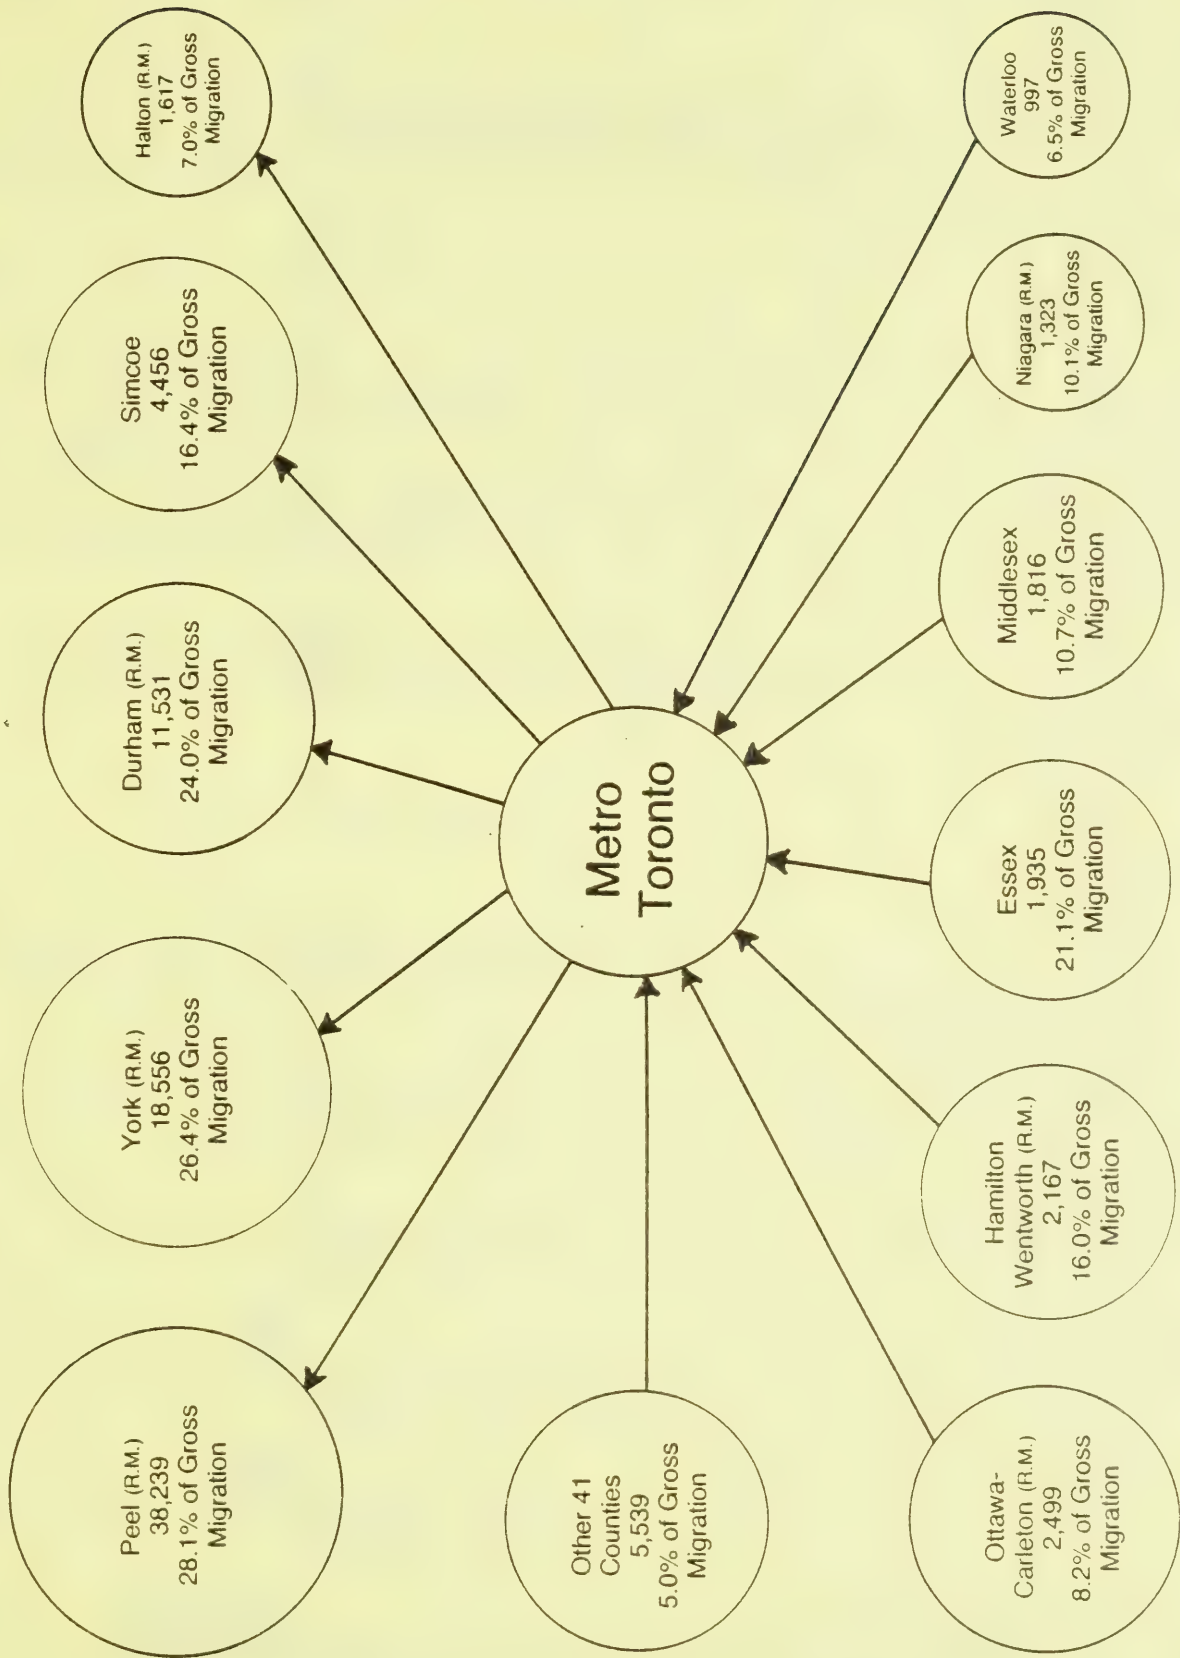 Peel (R.M.)
38,239
28.1% of Gross
Migration
York (R.M.)
18,556
26.4% of Gross
Migration
Durham (R.M.)
11,531
24.0% of Gross
Migration
Simcoe
4,456
16.4% of Gross
Migration
Halton (R.M.)
1,617
7.0% of Gross
Migration
Other 41
Counties
5,539
5.0% of Gross
Migration
Metro
Toronto
Ottawa-
Carleton (R.M.)
2,499
8.2% of Gross
Migration
Hamilton
Wentworth (R.M.)
2,167
16.0% of Gross
Migration
Essex
1,935
21.1% of Gross
Migration
Middlesex
1,816
10.7% of Gross
Migration
Niagara (R.M.)
1,323
10.1% of Gross
Migration
Waterloo
997
6.5% of Gross
Migration